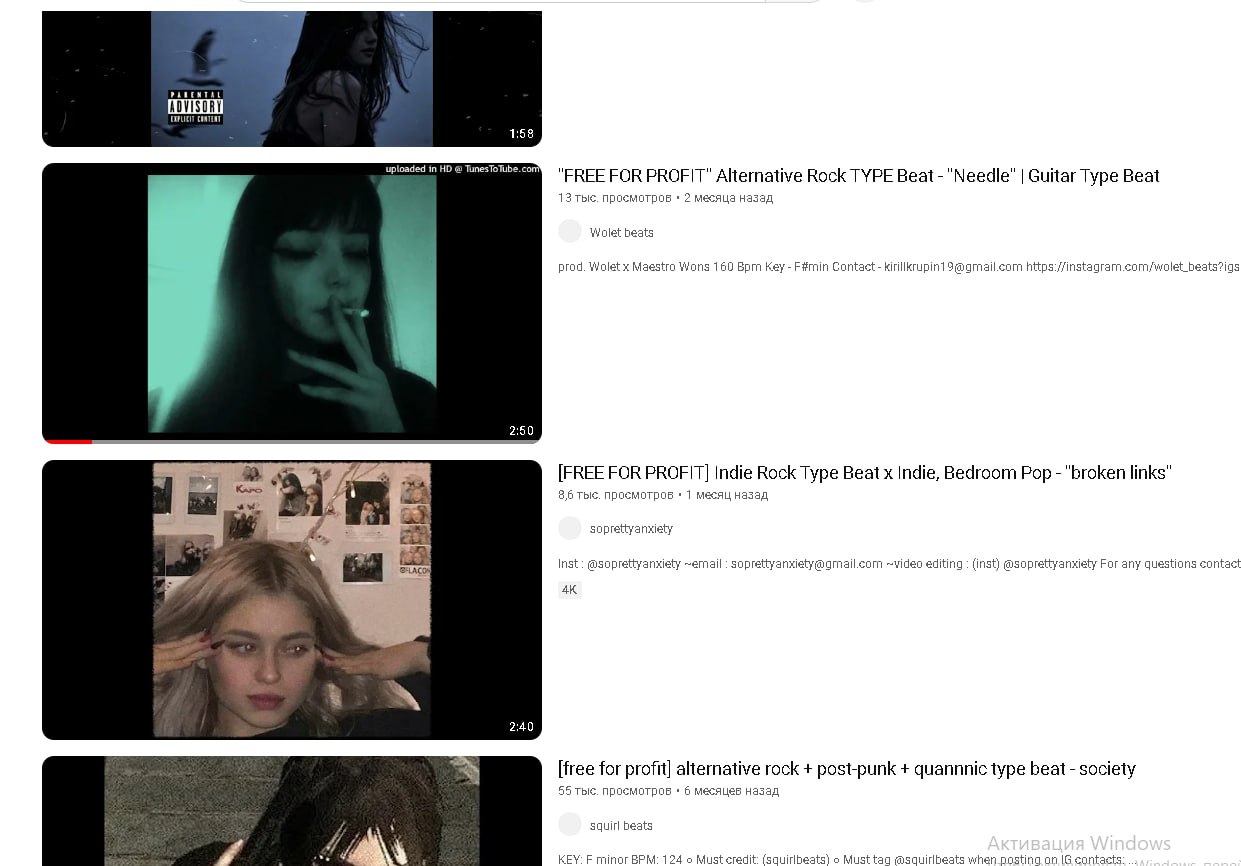 PARENTAL
ADVISORY
EXPLICIT CONTENT
1:58
uploaded in HD @ TunesToTube.com
2:50
"FREE FOR PROFIT" Alternative Rock TYPE Beat - "Needle" | Guitar Type Beat
13 тыс. просмотров • 2 месяца назад
Wolet beats
prod. Wolet x Maestro Wons 160 Bpm Key - F#min Contact - kirillkrupin19@gmail.com https://instagram.com/wolet_beats?igs
КАРО
FLACON
2:40
[FREE FOR PROFIT] Indie Rock Type Beat x Indie, Bedroom Pop - "broken links"
8,6 тыс. просмотров • 1 месяц назад
soprettyanxiety
Inst : @soprettyanxiety ~email : soprettyanxiety@gmail.com ~video editing : (inst) @soprettyanxiety For any questions contact
4K
[free for profit] alternative rock + post-punk + quannnic type beat - society
55 тыс. просмотров • 6 месяцев назад
squirl beats
KEY: F minor BPM: 124 ० Must credit: (squirlbeats) ० Must tag @squirlbeats when posting on IG contacts: ...
Активация Windows